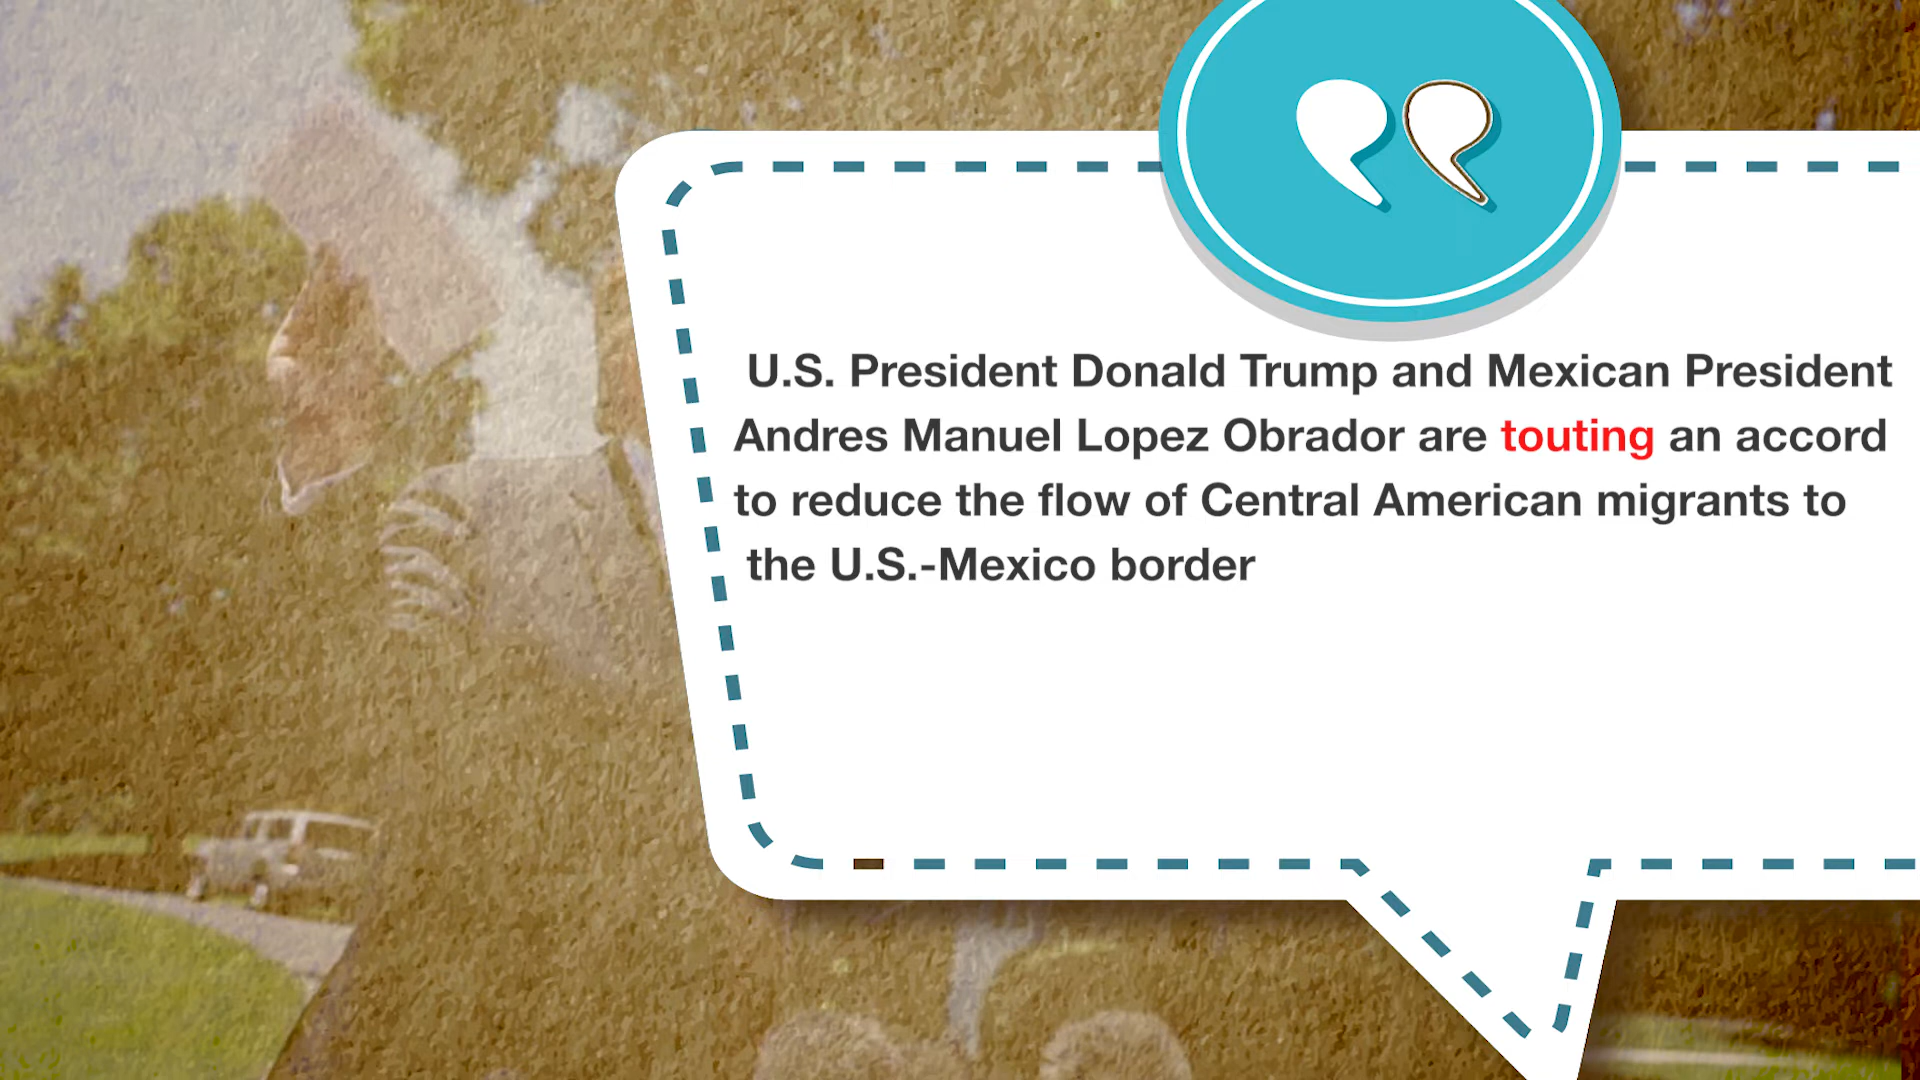 U.S. President Donald Trump and Mexican President
Andres Manuel Lopez Obrador are touting an accord
to reduce the flow of Central American migrants to
the U.S.-Mexico border